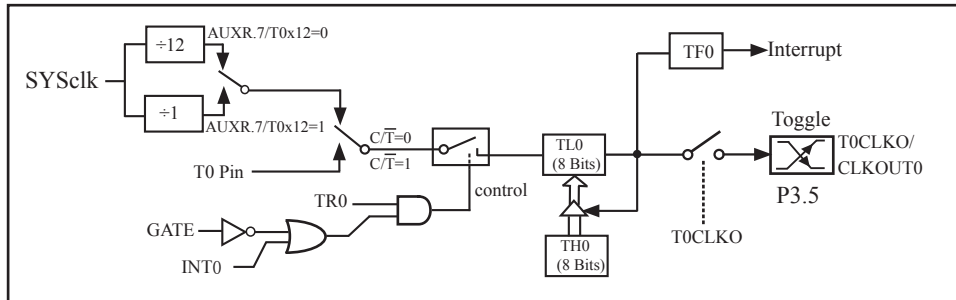 AUXR.7/T0x12=0
÷12
SYSclk
÷1
AUXR.7/T0x12=1
C/T̅=0
C/T̅=1
T0 Pin
control
TR0
GATE
INT0
TL0
(8 Bits)
TH0
(8 Bits)
TF0
Interrupt
Toggle
T0CLKO/
CLKOUT0
P3.5
T0CLKO